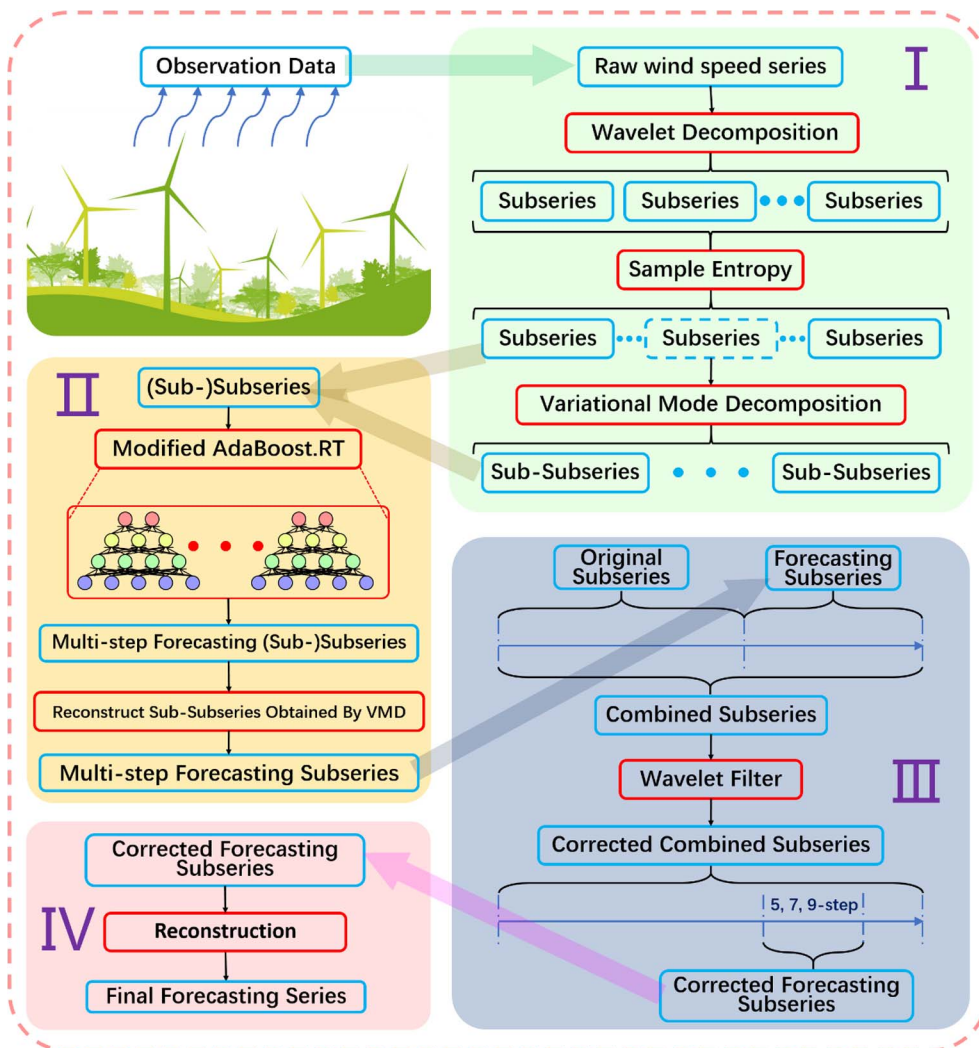 Observation Data
Raw wind speed series
I
Wavelet Decomposition
Subseries Subseries Subseries
Sample Entropy
Subseries Subseries Subseries
Variational Mode Decomposition
Sub-Subseries Sub-Subseries
II
(Sub-)Subseries
Modified AdaBoost.RT
Multi-step Forecasting (Sub-)Subseries
Reconstruct Sub-Subseries Obtained By VMD
Multi-step Forecasting Subseries
Original
Subseries
Forecasting
Subseries
Combined Subseries
Wavelet Filter
III
Corrected Combined Subseries
5, 7, 9-step
Corrected Forecasting
Subseries
Corrected Forecasting
Subseries
IV
Reconstruction
Final Forecasting Series